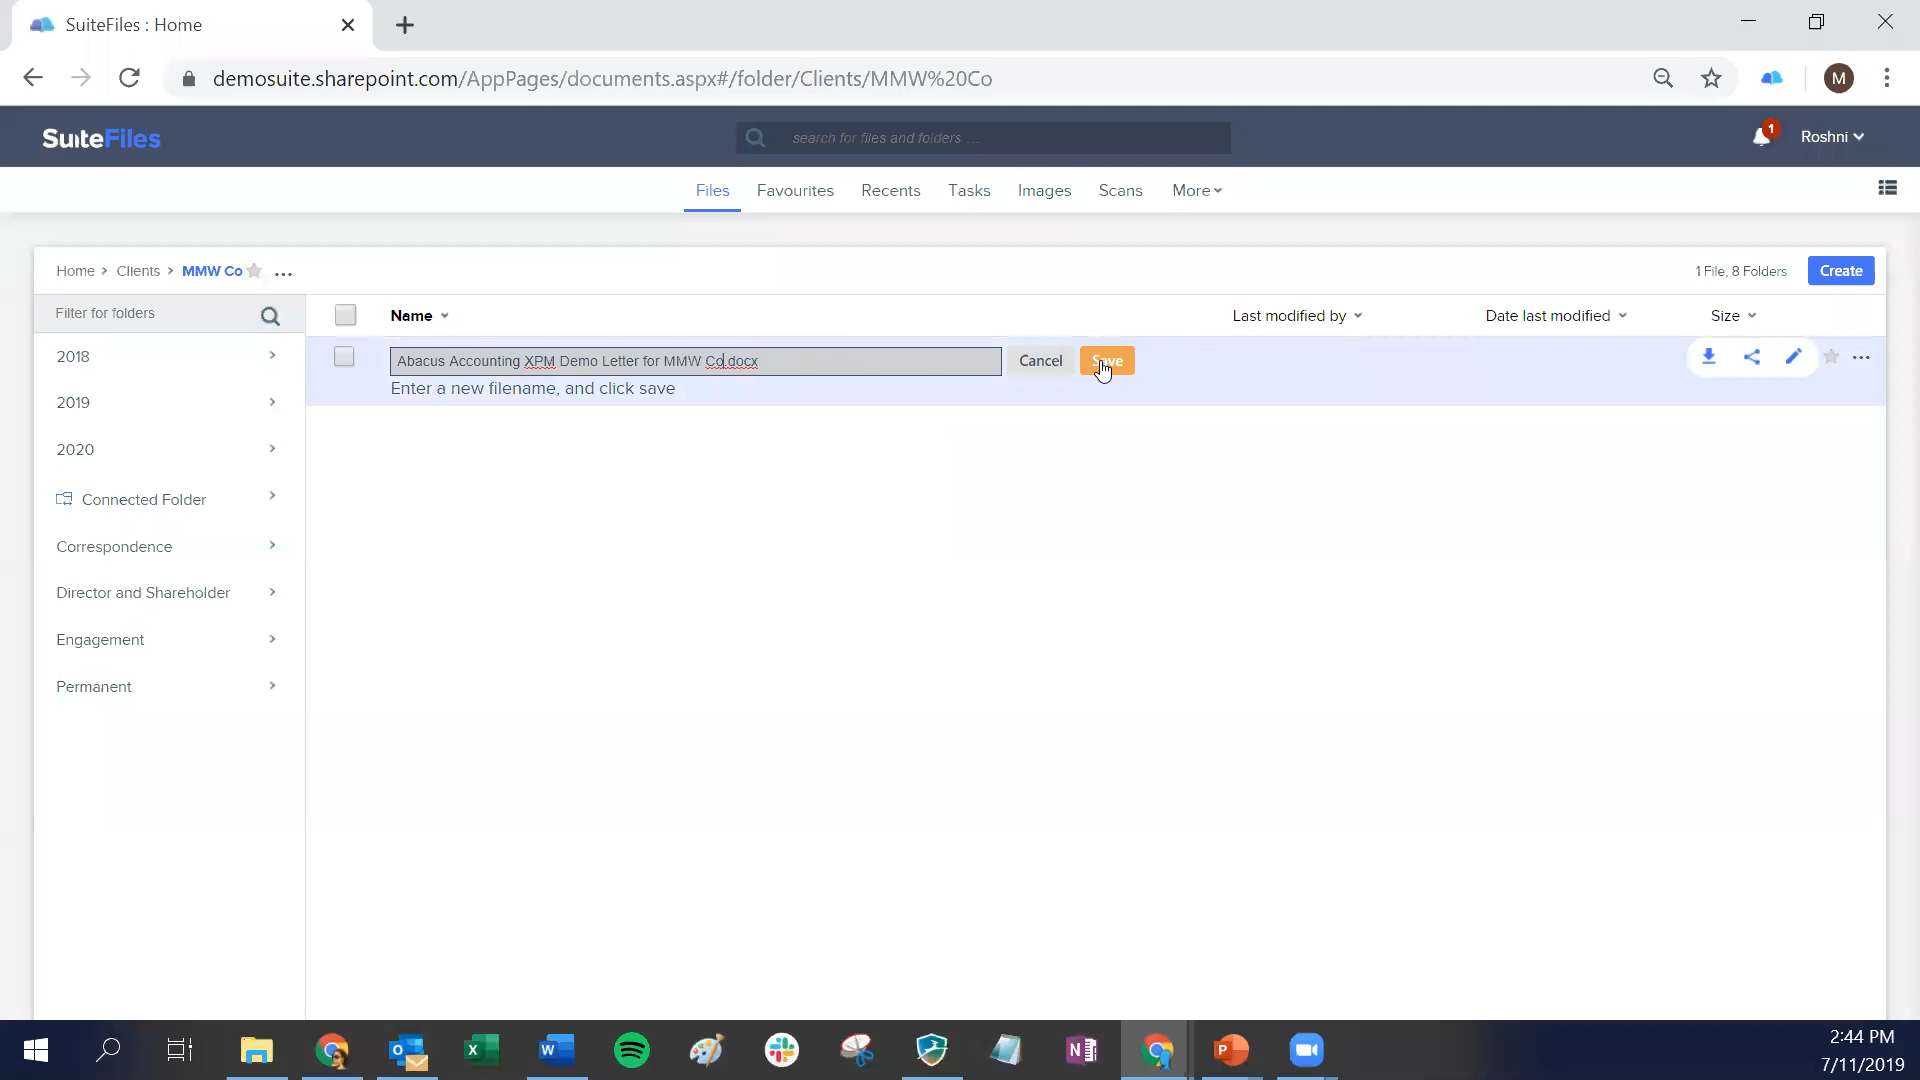 SuiteFiles : Home
demosuite.sharepoint.com/AppPages/documents.aspx#/folder/Clients/MMW%20Co
M
SuiteFiles
search for files and folders ...
1
Roshni
Files
Favourites
Recents
Tasks
Images
Scans
More
Home > Clients > MMW Co
...
1 File, 8 Folders
Create
Filter for folders
Name
Last modified by
Date last modified
Size
2018
2019
2020
Connected Folder
Correspondence
Director and Shareholder
Engagement
Permanent
Abacus Accounting XPM Demo Letter for MMW Co.docx
Cancel
Save
Enter a new filename, and click save
2:44 PM
7/11/2019